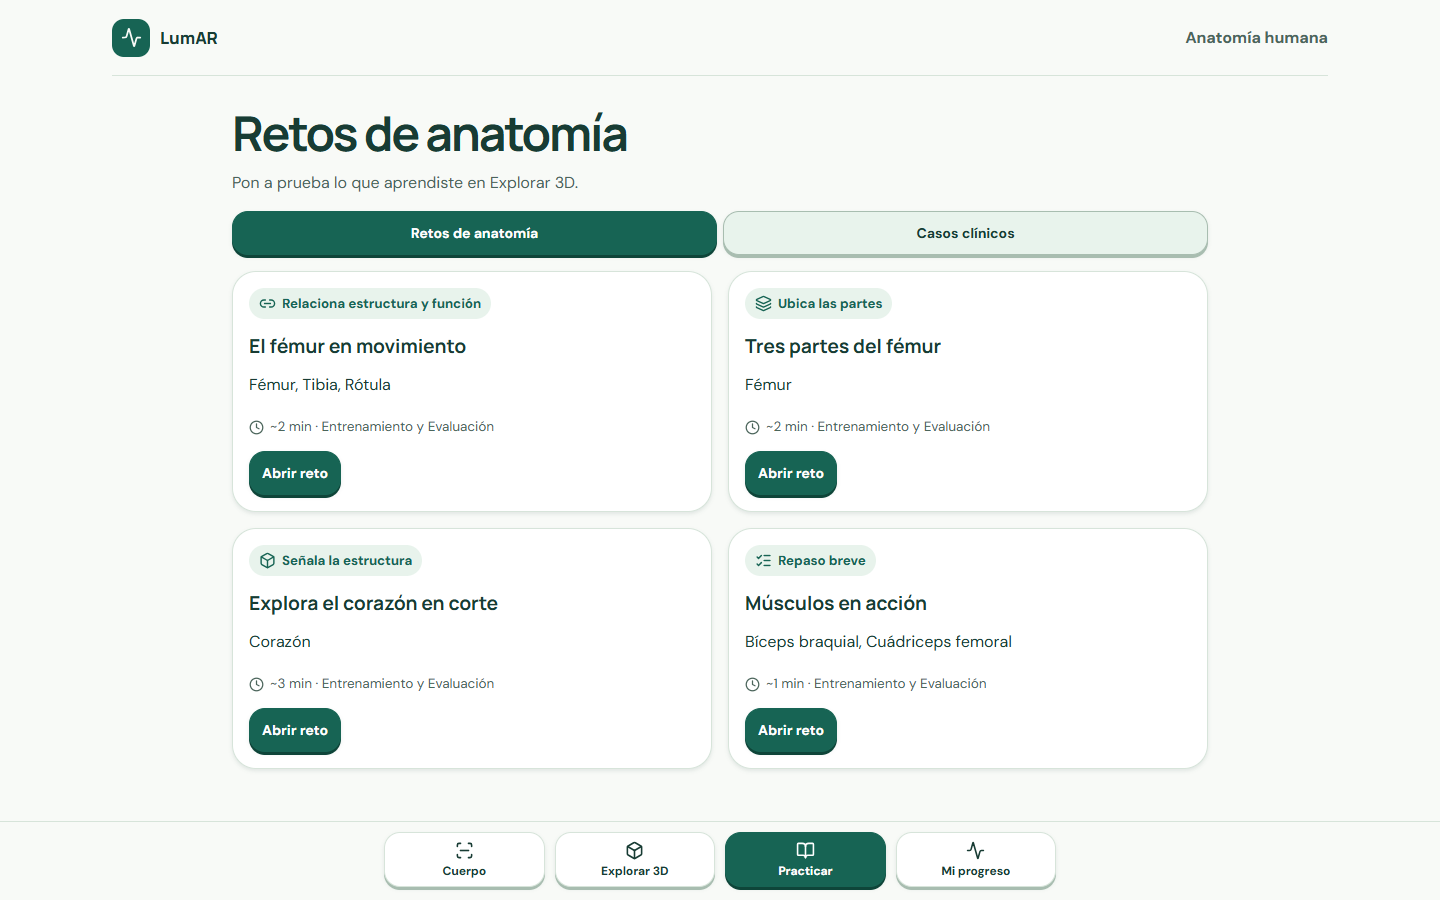 LumAR
Anatomía humana
Retos de anatomía
Pon a prueba lo que aprendiste en Explorar 3D.
Retos de anatomía
Casos clínicos
Relaciona estructura y función
El fémur en movimiento
Fémur, Tibia, Rótula
~2 min · Entrenamiento y Evaluación
Abrir reto
Ubica las partes
Tres partes del fémur
Fémur
~2 min · Entrenamiento y Evaluación
Abrir reto
Señala la estructura
Explora el corazón en corte
Corazón
~3 min · Entrenamiento y Evaluación
Abrir reto
Repaso breve
Músculos en acción
Bíceps braquial, Cuádriceps femoral
~1 min · Entrenamiento y Evaluación
Abrir reto
Cuerpo
Explorar 3D
Practicar
Mi progreso